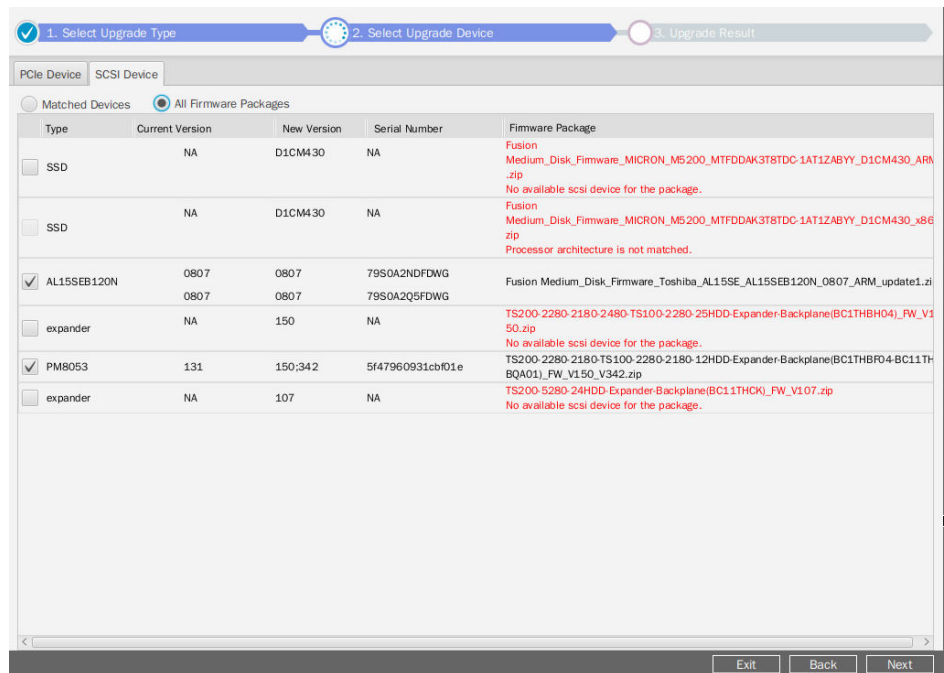 1. Select Upgrade Type
2. Select Upgrade Device
3. Upgrade Result
PCIe Device
SCSI Device
Matched Devices
All Firmware Packages
Type Current Version New Version Serial Number Firmware Package
SSD NA D1CM430 NA
Fusion
Medium_Disk_Firmware_MICRON_M5200_MTFDDAK3T8TDC-1AT1ZABYY_D1CM430_ARM
.zip
No available scsi device for the package.
SSD NA D1CM430 NA
Fusion
Medium_Disk_Firmware_MICRON_M5200_MTFDDAK3T8TDC-1AT1ZABYY_D1CM430_x86
zip
Processor architecture is not matched.
AL15SEB120N
0807 0807 79S0A2NDFDWG
0807 0807 79S0A2Q5FDWG
Fusion Medium_Disk_Firmware_Toshiba_AL15SE_AL15SEB120N_0807_ARM_update1.zi
expander NA 150 NA
TS200-2280-2180-2480-TS100-2280-25HDD-Expander-Backplane(BC1THBH04)_FW_V1
50.zip
No available scsi device for the package.
PM8053 131 150;342 5f47960931cbf01e
TS200-2280-2180-TS100-2280-2180-12HDD-Expander-Backplane(BC1THBF04-BC11TH
BQA01)_FW_V150_V342.zip
expander NA 107 NA
TS200-5280-24HDD-Expander-Backplane(BC11THCK)_FW_V107.zip
No available scsi device for the package.
Exit
Back
Next